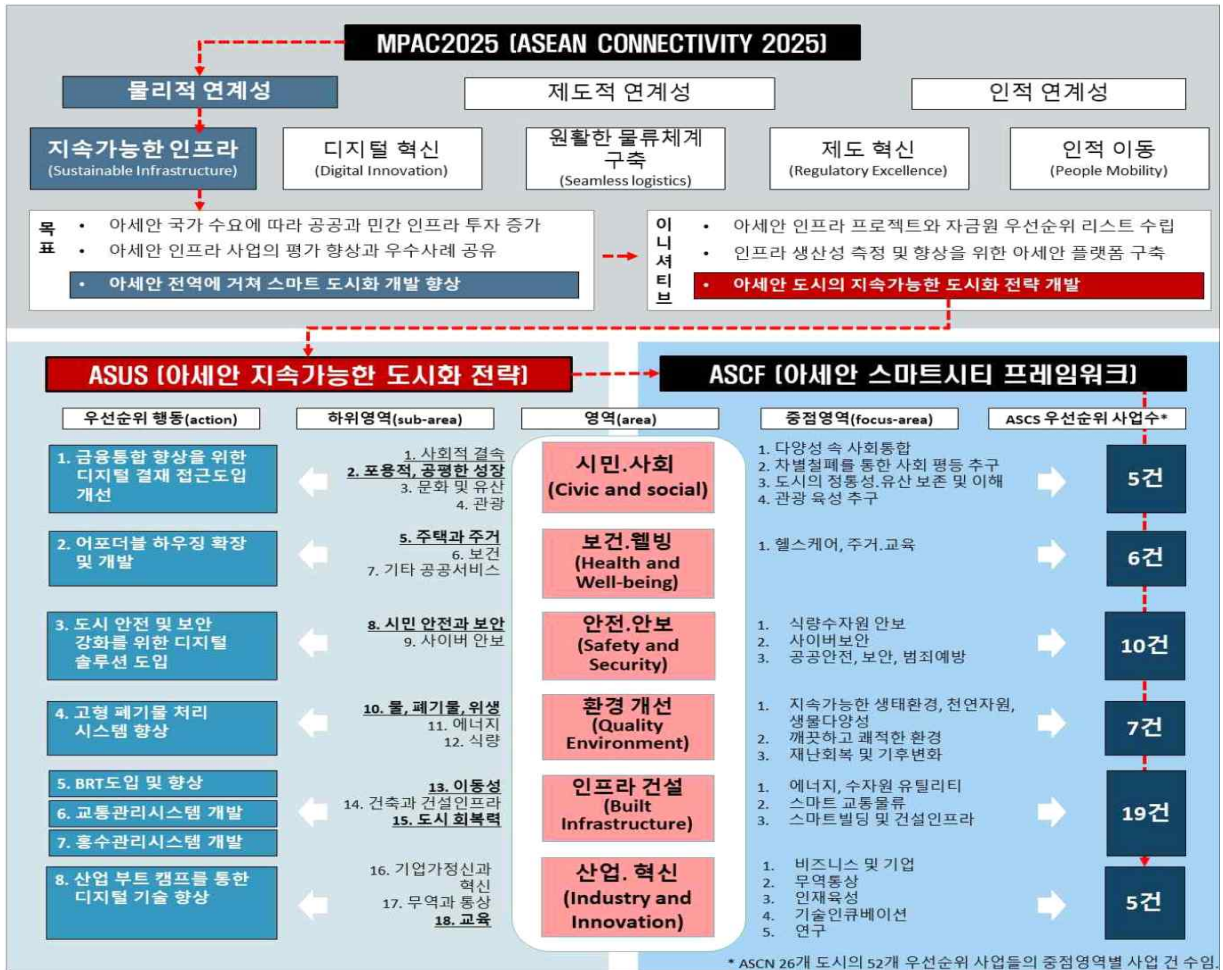 MPAC2025 [ASEAN CONNECTIVITY 2025]
물리적 연계성
제도적 연계성
인적 연계성
지속가능한 인프라
(Sustainable Infrastructure)
디지털 혁신
(Digital Innovation)
원활한 물류체계
구축
(Seamless logistics)
제도 혁신
(Regulatory Excellence)
인적 이동
(People Mobility)
목표
• 아세안 국가 수요에 따라 공공과 민간 인프라 투자 증가
• 아세안 인프라 사업의 평가 향상과 우수사례 공유
• 아세안 전역에 거쳐 스마트 도시화 개발 향상
이니셔티브
• 아세안 인프라 프로젝트와 자금원 우선순위 리스트 수립
• 인프라 생산성 측정 및 향상을 위한 아세안 플랫폼 구축
• 아세안 도시의 지속가능한 도시화 전략 개발
ASUS [아세안 지속가능한 도시화 전략]
ASCF [아세안 스마트시티 프레임워크]
우선순위 행동(action)
하위영역(sub-area)
영역(area)
중점영역(focus-area)
ASCS 우선순위 사업수*
1. 금융통합 향상을 위한
디지털 결재 접근도입
개선
1. 사회적 결속
2. 포용적, 공평한 성장
3. 문화 및 유산
4. 관광
시민.사회
(Civic and social)
1. 다양성 속 사회통합
2. 차별철폐를 통한 사회 평등 추구
3. 도시의 정통성.유산 보존 및 이해
4. 관광 육성 추구
5건
2. 어포더블 하우징 확장
및 개발
5. 주택과 주거
6. 보건
7. 기타 공공서비스
보건.웰빙
(Health and
Well-being)
1. 헬스케어, 주거.교육
6건
3. 도시 안전 및 보안
강화를 위한 디지털
솔루션 도입
8. 시민 안전과 보안
9. 사이버 안보
안전.안보
(Safety and
Security)
1. 식량수자원 안보
2. 사이버보안
3. 공공안전, 보안, 범죄예방
10건
4. 고형 폐기물 처리
시스템 향상
10. 물, 폐기물, 위생
11. 에너지
12. 식량
환경 개선
(Quality
Environment)
1. 지속가능한 생태환경, 천연자원,
생물다양성
2. 깨끗하고 쾌적한 환경
3. 재난회복 및 기후변화
7건
5. BRT도입 및 향상
6. 교통관리시스템 개발
7. 홍수관리시스템 개발
13. 이동성
14. 건축과 건설인프라
15. 도시 회복력
인프라 건설
(Built
Infrastructure)
1. 에너지, 수자원 유틸리티
2. 스마트 교통물류
3. 스마트빌딩 및 건설인프라
19건
8. 산업 부트 캠프를 통한
디지털 기술 향상
16. 기업가정신과
혁신
17. 무역과 통상
18. 교육
산업. 혁신
(Industry and
Innovation)
1. 비즈니스 및 기업
2. 무역통상
3. 인재육성
4. 기술인큐베이션
5. 연구
5건
* ASCN 26개 도시의 52개 우선순위 사업들의 중점영역별 사업 건 수임.